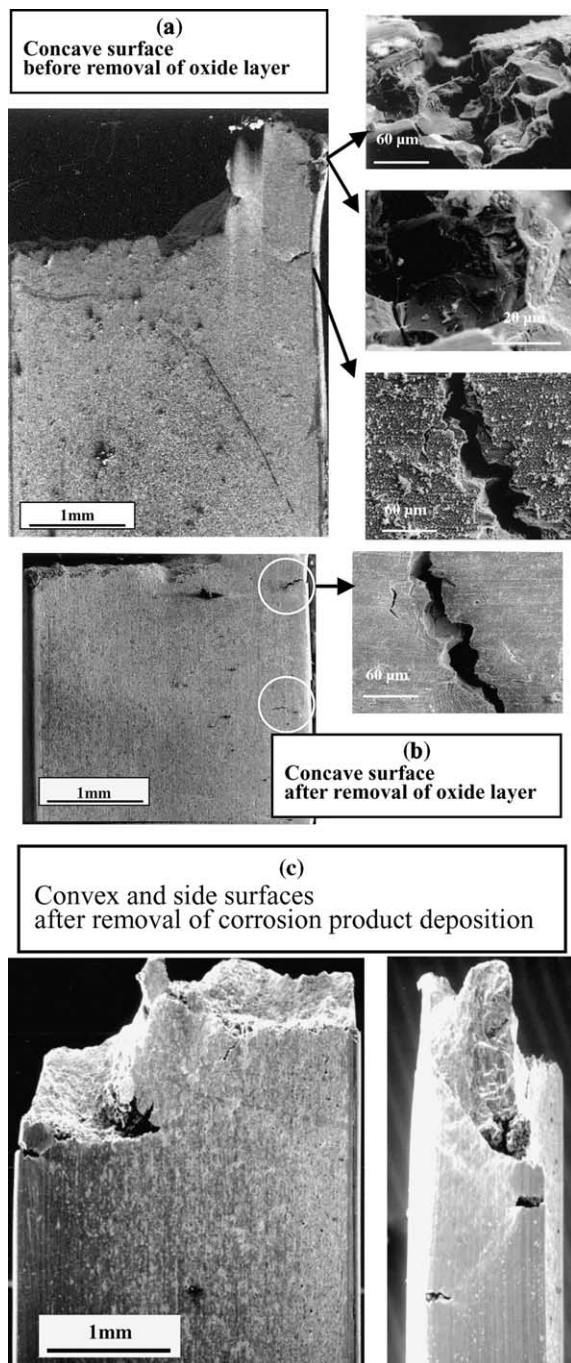 (a)
Concave surface
before removal of oxide layer
60 µm
20 µm
60 µm
1mm
60 µm
1mm
(b)
Concave surface
after removal of oxide layer
(c)
Convex and side surfaces
after removal of corrosion product deposition
1mm